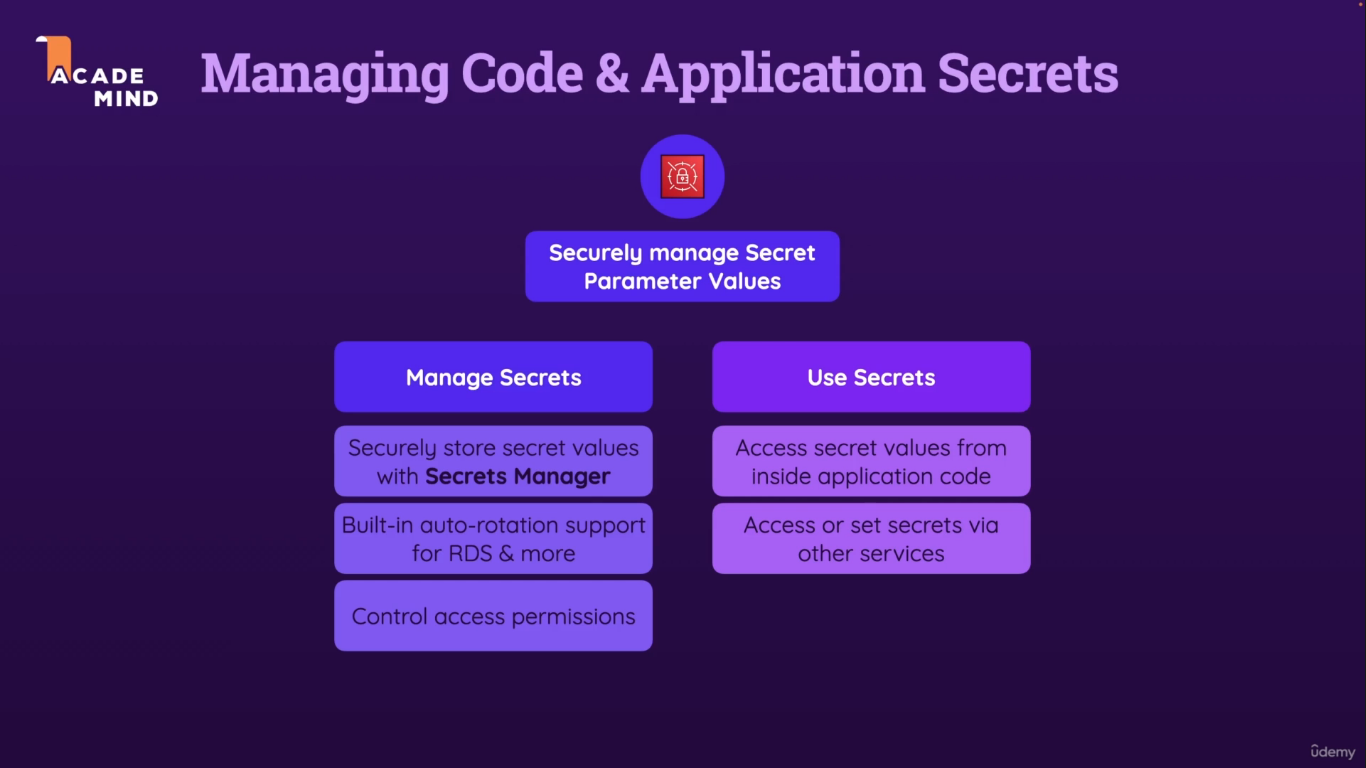 ACADE
MIND
Managing Code & Application Secrets
Securely manage Secret
Parameter Values
Manage Secrets
Securely store secret values
with Secrets Manager
Built-in auto-rotation support
for RDS & more
Control access permissions
Use Secrets
Access secret values from
inside application code
Access or set secrets via
other services
ûdemy